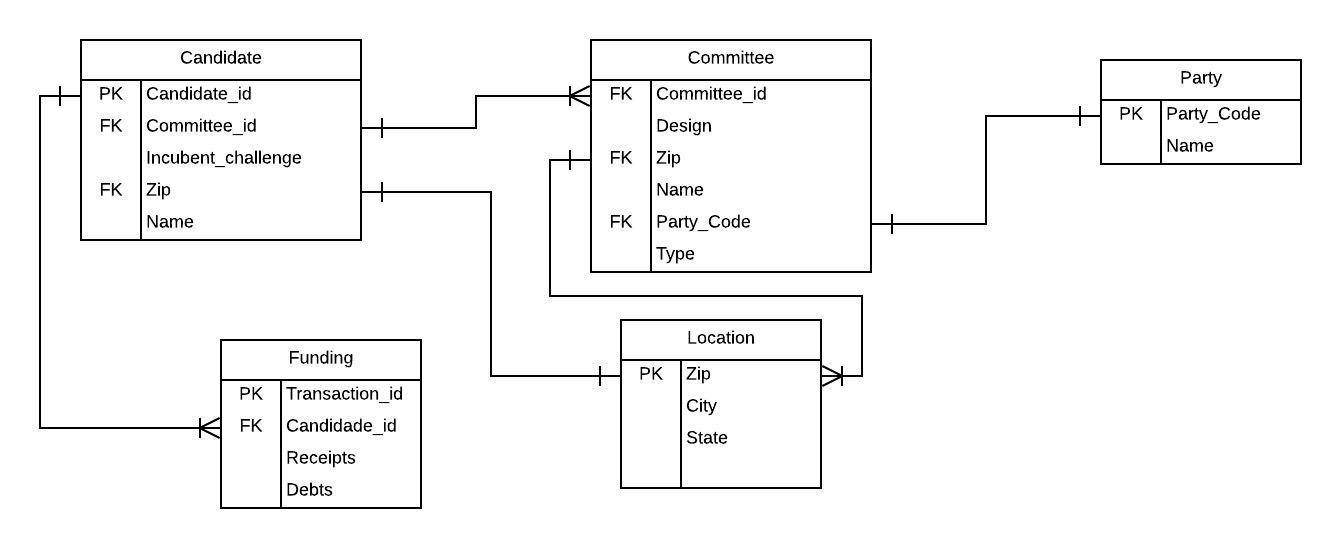 Candidate
PK Candidate_id
FK Committee_id
Incubent_challenge
FK Zip
Name
Committee
FK Committee_id
Design
FK Zip
Name
FK Party_Code
Type
Party
PK Party_Code
Name
Funding
PK Transaction_id
FK Candidade_id
Receipts
Debts
Location
PK Zip
City
State